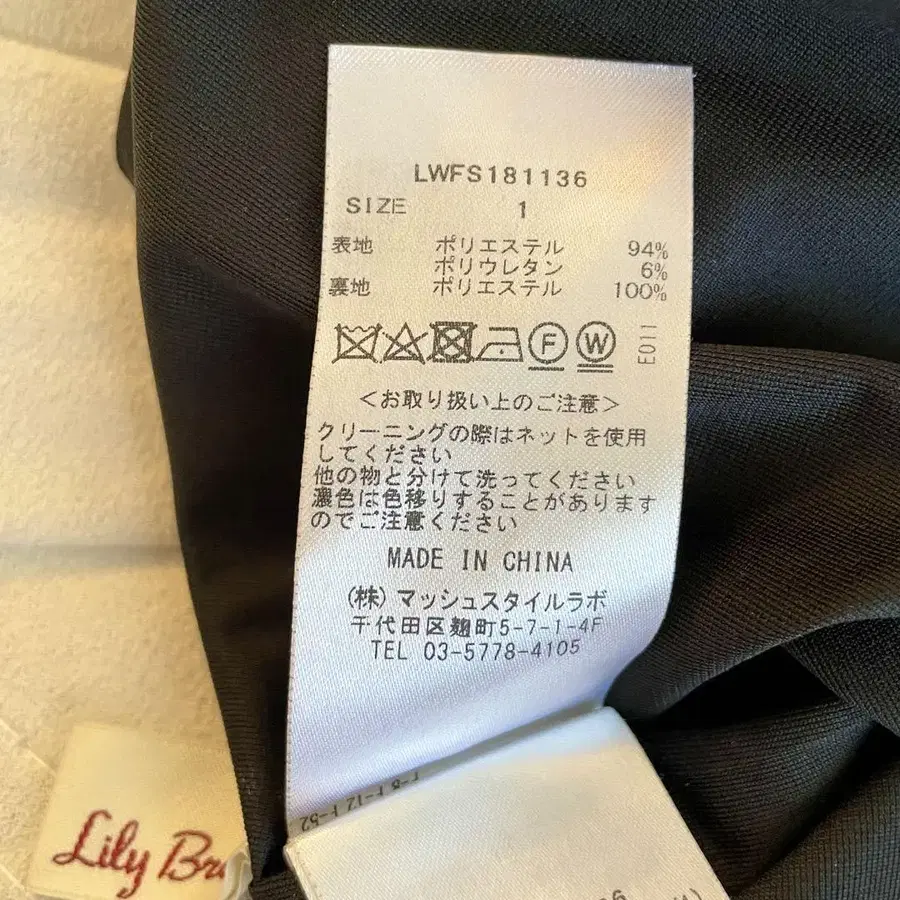 LWFS181136
SIZE 1
表地 ポリエステル 94%
ポリウレタン 6%
裏地 ポリエステル 100%
F W E011
<お取り扱い上のご注意>
クリーニングの際はネットを使用
してください
他の物と分けて洗ってください
濃色は色移りすることがあります
のでご注意ください
MADE IN CHINA
(株) マッシュスタイルラボ
千代田区麹町5-7-1-4F
TEL 03-5778-4105
Lily